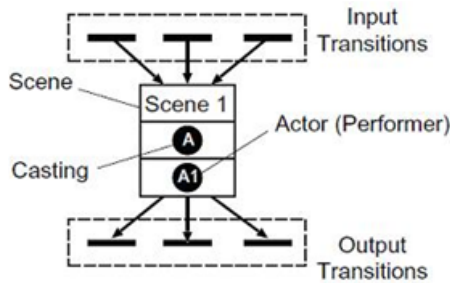 Input
Transitions
Scene
Scene 1
Actor (Performer)
A
Casting
A1
Output
Transitions